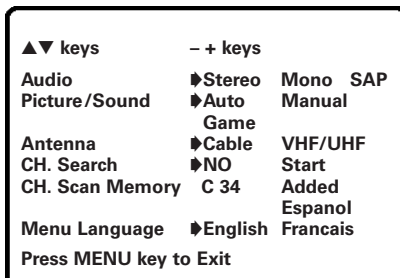 ▲▼ keys – + keys
Audio ➧Stereo Mono SAP
Picture/Sound ➧Auto Manual
Game
Antenna ➧Cable VHF/UHF
CH. Search ➧NO Start
CH. Scan Memory C 34 Added
Espanol
Menu Language ➧English Francais
Press MENU key to Exit